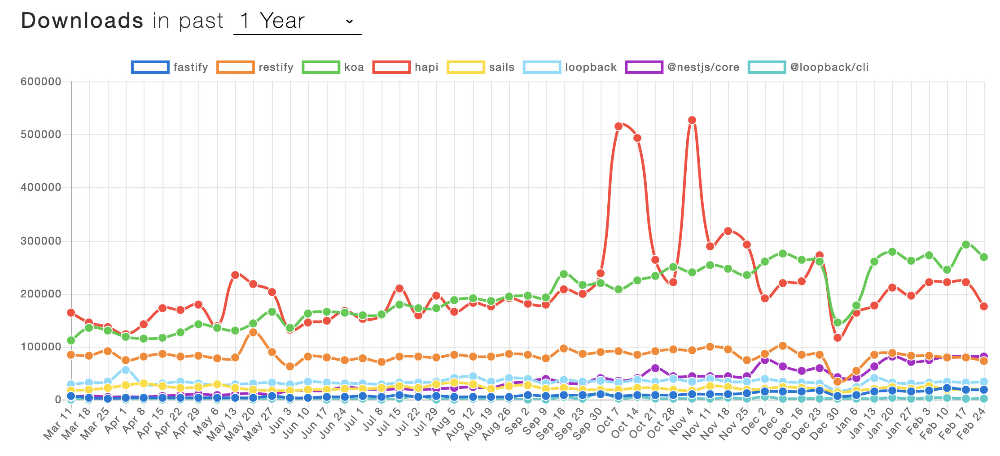 Downloads in past 1 Year
fastify restify koa hapi sails loopback @nestjs/core @loopback/cli
600000
500000
400000
300000
200000
100000
0
Mar 11 Mar 18 Mar 25 Apr 1 Apr 8 Apr 15 Apr 22 Apr 29 May 6 May 13 May 20 May 27 Jun 3 Jun 10 Jun 17 Jun 24 Jul 1 Jul 8 Jul 15 Jul 22 Jul 29 Aug 5 Aug 12 Aug 19 Aug 26 Sep 2 Sep 9 Sep 16 Sep 23 Sep 30 Oct 7 Oct 14 Oct 21 Oct 28 Nov 4 Nov 11 Nov 18 Nov 25 Dec 2 Dec 9 Dec 16 Dec 23 Dec 30 Jan 6 Jan 13 Jan 20 Jan 27 Feb 3 Feb 10 Feb 17 Feb 24